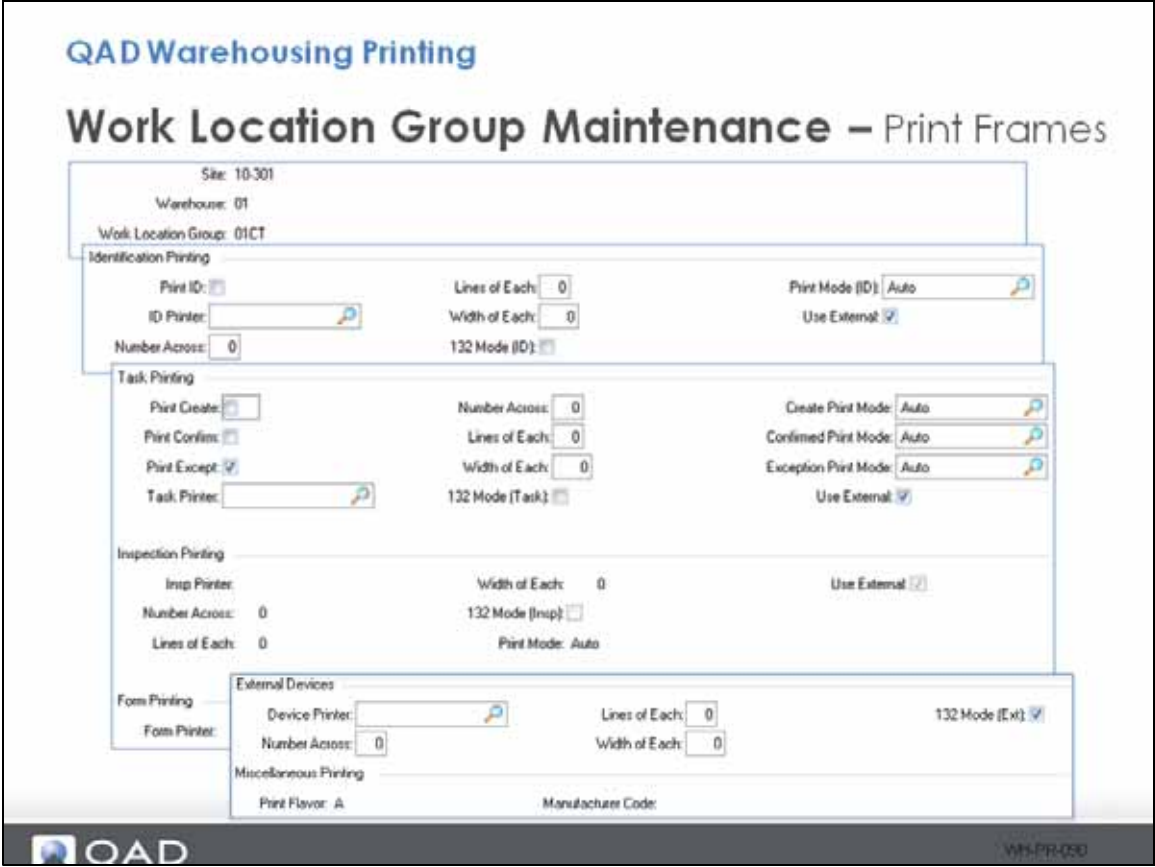 QAD Warehousing Printing
Work Location Group Maintenance – Print Frames
Site: 10-301
Warehouse: 01
Work Location Group: 01CT
Identification Printing
Print ID: Lines of Each: 0 Print Mode (ID): Auto
ID Printer: Width of Each: 0 Use External:
Number Across: 0 132 Mode (ID):
Task Printing
Print Create: Number Across: 0 Create Print Mode: Auto
Print Confirm: Lines of Each: 0 Confirmed Print Mode: Auto
Print Except: Width of Each: 0 Exception Print Mode: Auto
Task Printer: 132 Mode (Task): Use External:
Inspection Printing
Insp Printer: Width of Each: 0 Use External:
Number Across: 0 132 Mode (Insp):
Lines of Each: 0 Print Mode: Auto
Form Printing
Form Printer:
External Devices
Device Printer: Lines of Each: 0 132 Mode (Ext):
Number Across: 0 Width of Each: 0
Miscellaneous Printing
Print Flavor: A Manufacturer Code:
QAD
WH-PR-090